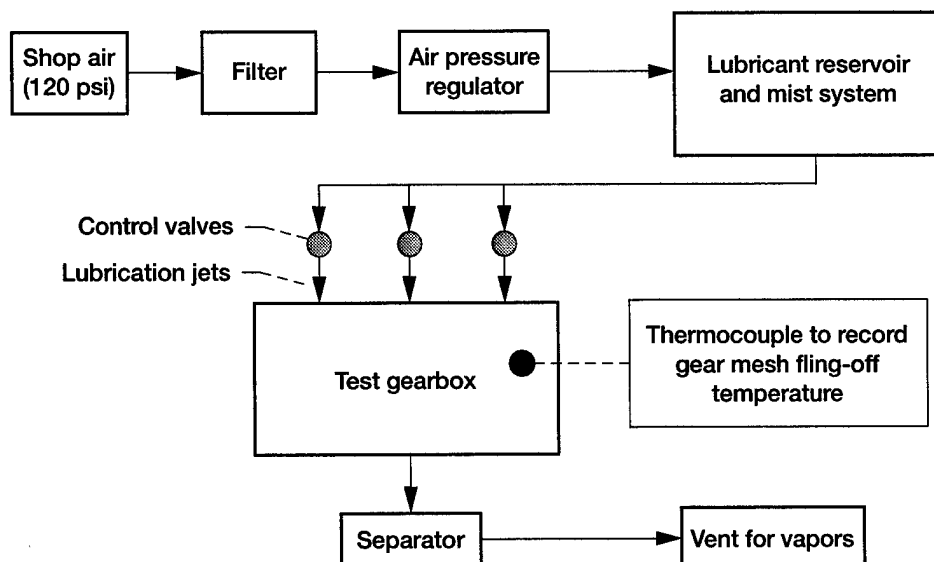 Shop air
(120 psi)
Filter
Air pressure
regulator
Lubricant reservoir
and mist system
Control valves
Lubrication jets
Test gearbox
Thermocouple to record
gear mesh fling-off
temperature
Separator
Vent for vapors